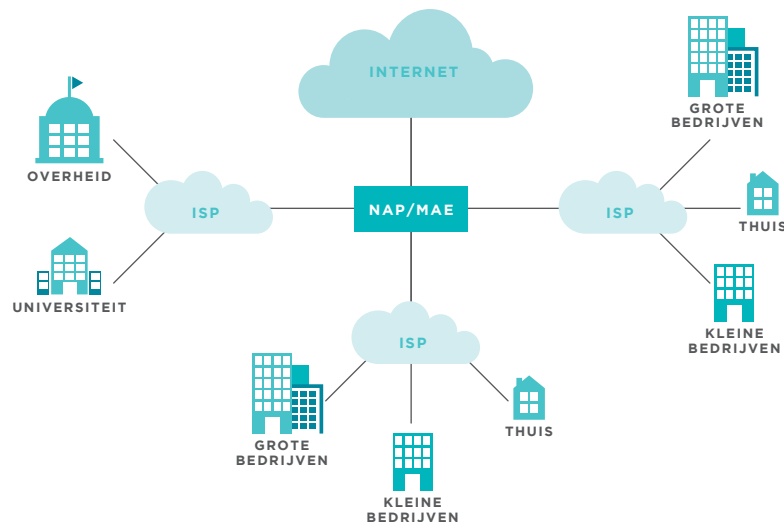 INTERNET
GROTE
BEDRIJVEN
OVERHEID
ISP
NAP/MAE
ISP
THUIS
UNIVERSITEIT
KLEINE
BEDRIJVEN
ISP
GROTE
BEDRIJVEN
THUIS
KLEINE
BEDRIJVEN